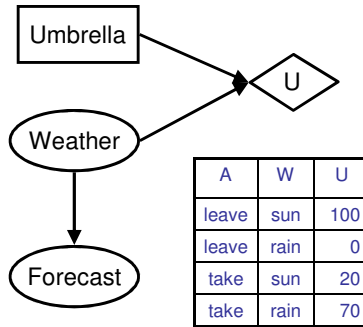 Umbrella
U
Weather
Forecast
A W U
leave sun 100
leave rain 0
take sun 20
take rain 70